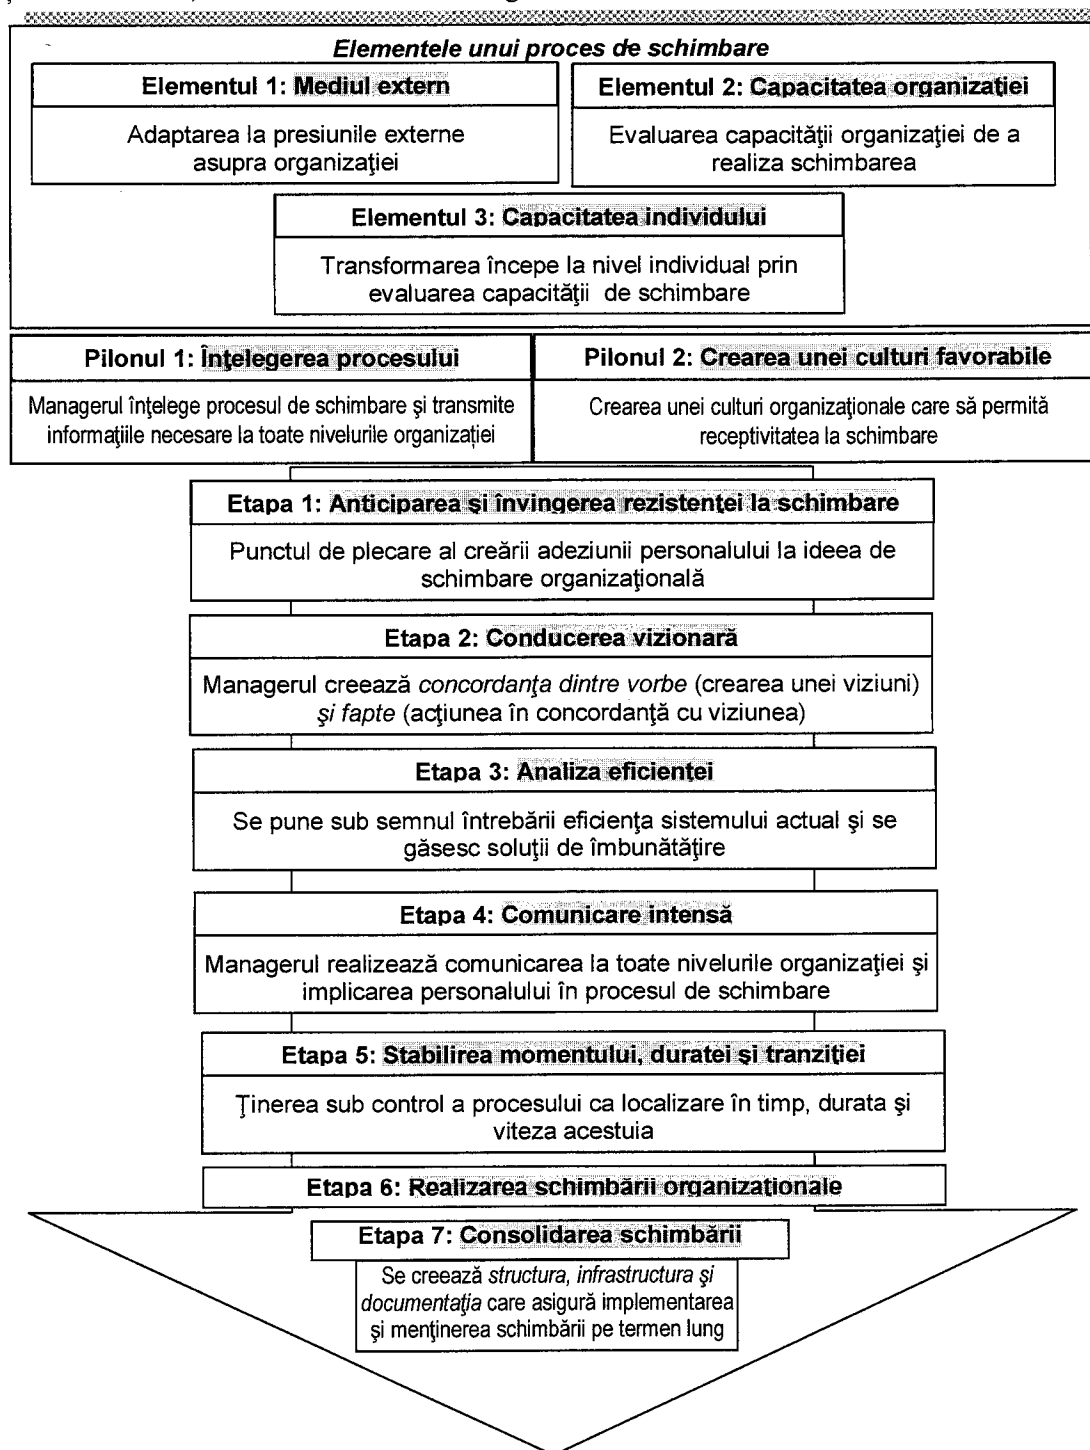 Elementele unui proces de schimbare
Elementul 1: Mediul extern
Adaptarea la presiunile externe
asupra organizaţiei
Elementul 2: Capacitatea organizaţiei
Evaluarea capacităţii organizaţiei de a
realiza schimbarea
Elementul 3: Capacitatea individului
Transformarea începe la nivel individual prin
evaluarea capacităţii de schimbare
Pilonul 1: Înţelegerea procesului
Managerul înţelege procesul de schimbare şi transmite
informaţiile necesare la toate nivelurile organizaţiei
Pilonul 2: Crearea unei culturi favorabile
Crearea unei culturi organizaţionale care să permită
receptivitatea la schimbare
Etapa 1: Anticiparea şi învingerea rezistenţei la schimbare
Punctul de plecare al creării adeziunii personalului la ideea de
schimbare organizaţională
Etapa 2: Conducerea vizionară
Managerul creează concordanţa dintre vorbe (crearea unei viziuni)
şi fapte (acţiunea în concordanţă cu viziunea)
Etapa 3: Analiza eficienţei
Se pune sub semnul întrebării eficienţa sistemului actual şi se
găsesc soluţii de îmbunătăţire
Etapa 4: Comunicare intensă
Managerul realizează comunicarea la toate nivelurile organizaţiei şi
implicarea personalului în procesul de schimbare
Etapa 5: Stabilirea momentului, duratei şi tranziţiei
Ţinerea sub control a procesului ca localizare în timp, durata şi
viteza acestuia
Etapa 6: Realizarea schimbării organizaţionale
Etapa 7: Consolidarea schimbării
Se creează structura, infrastructura şi
documentaţia care asigură implementarea
şi menţinerea schimbării pe termen lung